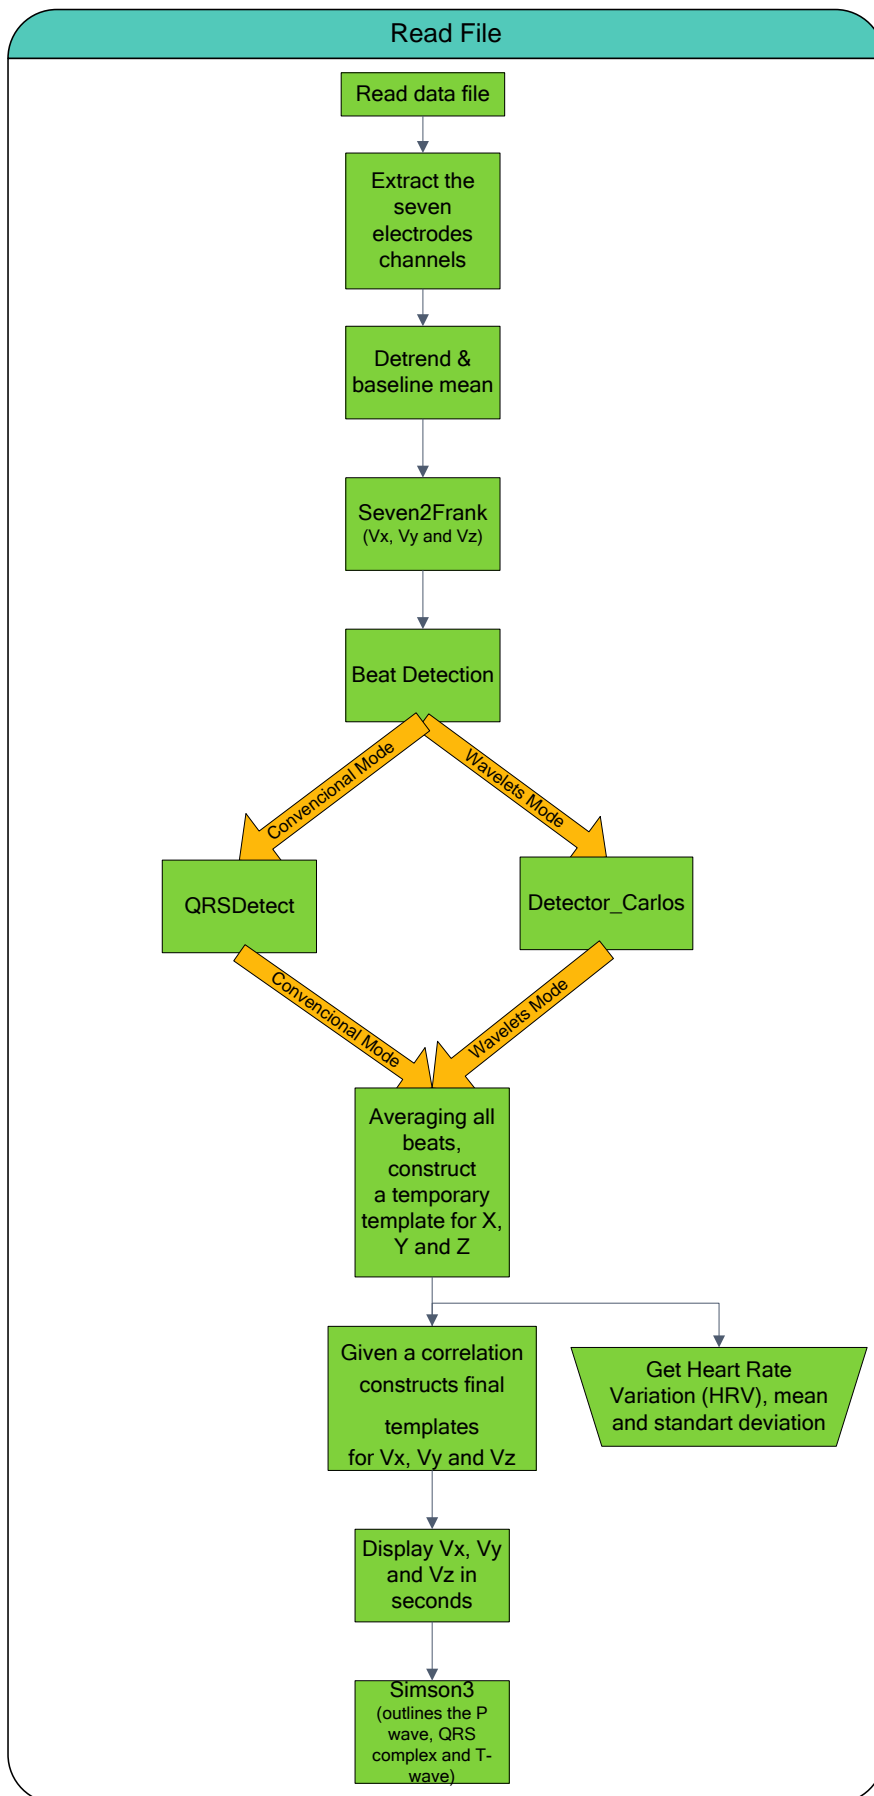 Read File
Read data file
Extract the
seven
electrodes
channels
Detrend &
baseline mean
Seven2Frank
(Vx, Vy and Vz)
Beat Detection
Convencional Mode
Wavelets Mode
QRSDetect
Detector_Carlos
Convencional Mode
Wavelets Mode
Averaging all
beats,
construct
a temporary
template for X,
Y and Z
Given a correlation
constructs final
templates
for Vx, Vy and Vz
Get Heart Rate
Variation (HRV), mean
and standart deviation
Display Vx, Vy
and Vz in
seconds
Simson3
(outlines the P
wave, QRS
complex and T-
wave)